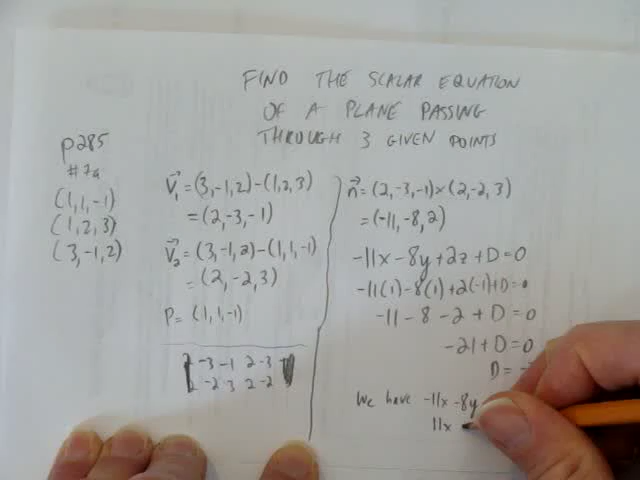 FIND THE SCALAR EQUATION
OF A PLANE PASSING
THROUGH 3 GIVEN POINTS
p285
#7a
(1,1,-1)
(1,2,3)
(3,-1,2)
V₁ = (3,-1,2)-(1,2,3)
= (2,-3,-1)
V₂ = (3,-1,2)-(1,1,-1)
= (2,-2,3)
P = (1,1,-1)
2 -3 -1 2 -3
2 -2 3 2 -2
n = (2,-3,-1)×(2,-2,3)
= (-11,-8,2)
-11x -8y +2z + D = 0
-11(1) -8(1) +2(-1)+D=0
-11 - 8 - 2 + D = 0
-21 + D = 0
D = -
We have -11x -8y
11x